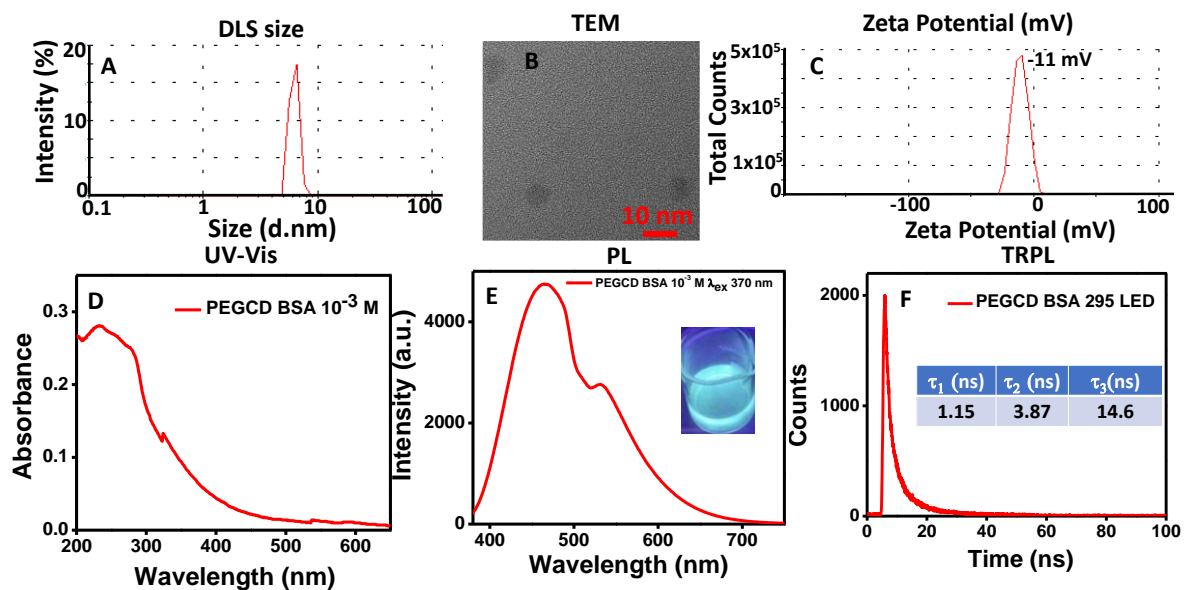 DLS size
A
Intensity (%)
20
10
0
0.1 1 10 100
Size (d.nm)
TEM
B
10 nm
Zeta Potential (mV)
C
-11 mV
Total Counts
5x10⁵
3x10⁵
1x10⁵
0
-100 0 100
Zeta Potential (mV)
UV-Vis
D
PEGCD BSA 10⁻³ M
Absorbance
0.3
0.2
0.1
0.0
200 300 400 500 600
Wavelength (nm)
PL
E
PEGCD BSA 10⁻³ M λex 370 nm
Intensity (a.u.)
4000
2000
0
400 500 600 700
Wavelength (nm)
TRPL
F
PEGCD BSA 295 LED
τ₁ (ns) τ₂ (ns) τ₃(ns)
1.15 3.87 14.6
Counts
2000
1000
0
0 20 40 60 80 100
Time (ns)